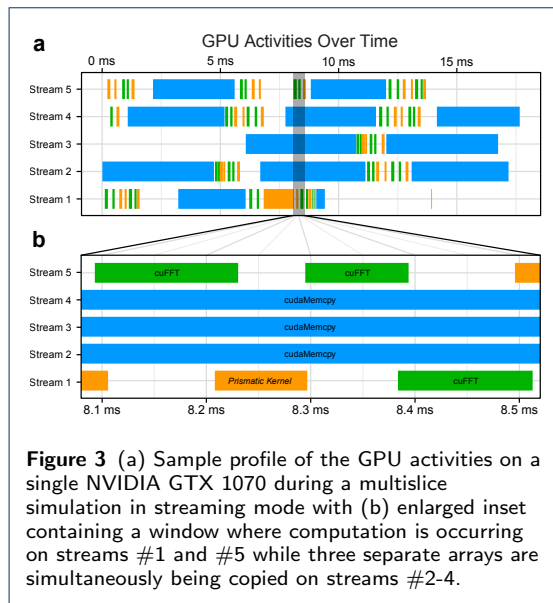 a
GPU Activities Over Time
0 ms 5 ms 10 ms 15 ms
Stream 5
Stream 4
Stream 3
Stream 2
Stream 1
b
Stream 5 cuFFT cuFFT
Stream 4 cudaMemcpy
Stream 3 cudaMemcpy
Stream 2 cudaMemcpy
Stream 1 Prismatic Kernel cuFFT
8.1 ms 8.2 ms 8.3 ms 8.4 ms 8.5 ms
Figure 3 (a) Sample profile of the GPU activities on a
single NVIDIA GTX 1070 during a multislice
simulation in streaming mode with (b) enlarged inset
containing a window where computation is occurring
on streams #1 and #5 while three separate arrays are
simultaneously being copied on streams #2-4.